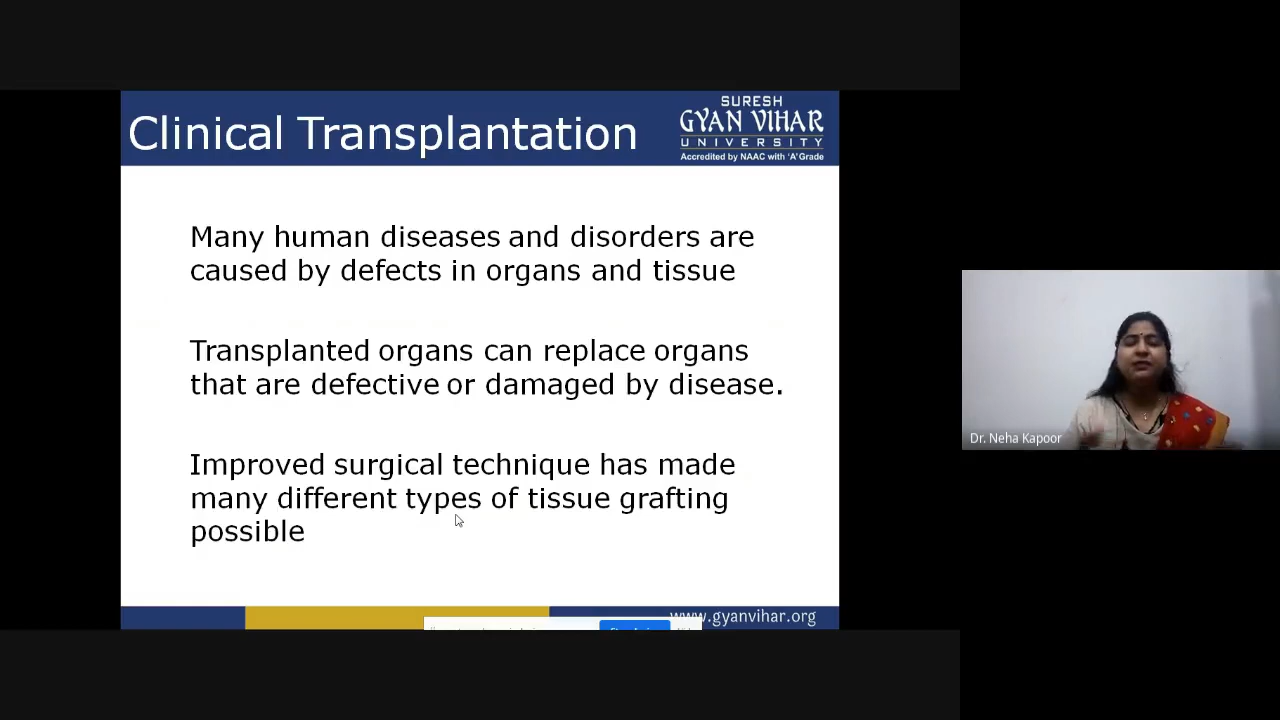 Clinical Transplantation
SURESH
GYAN VIHAR
UNIVERSITY
Accredited by NAAC with 'A' Grade
Many human diseases and disorders are
caused by defects in organs and tissue
Transplanted organs can replace organs
that are defective or damaged by disease.
Improved surgical technique has made
many different types of tissue grafting
possible
www.gyanvihar.org
Dr. Neha Kapoor